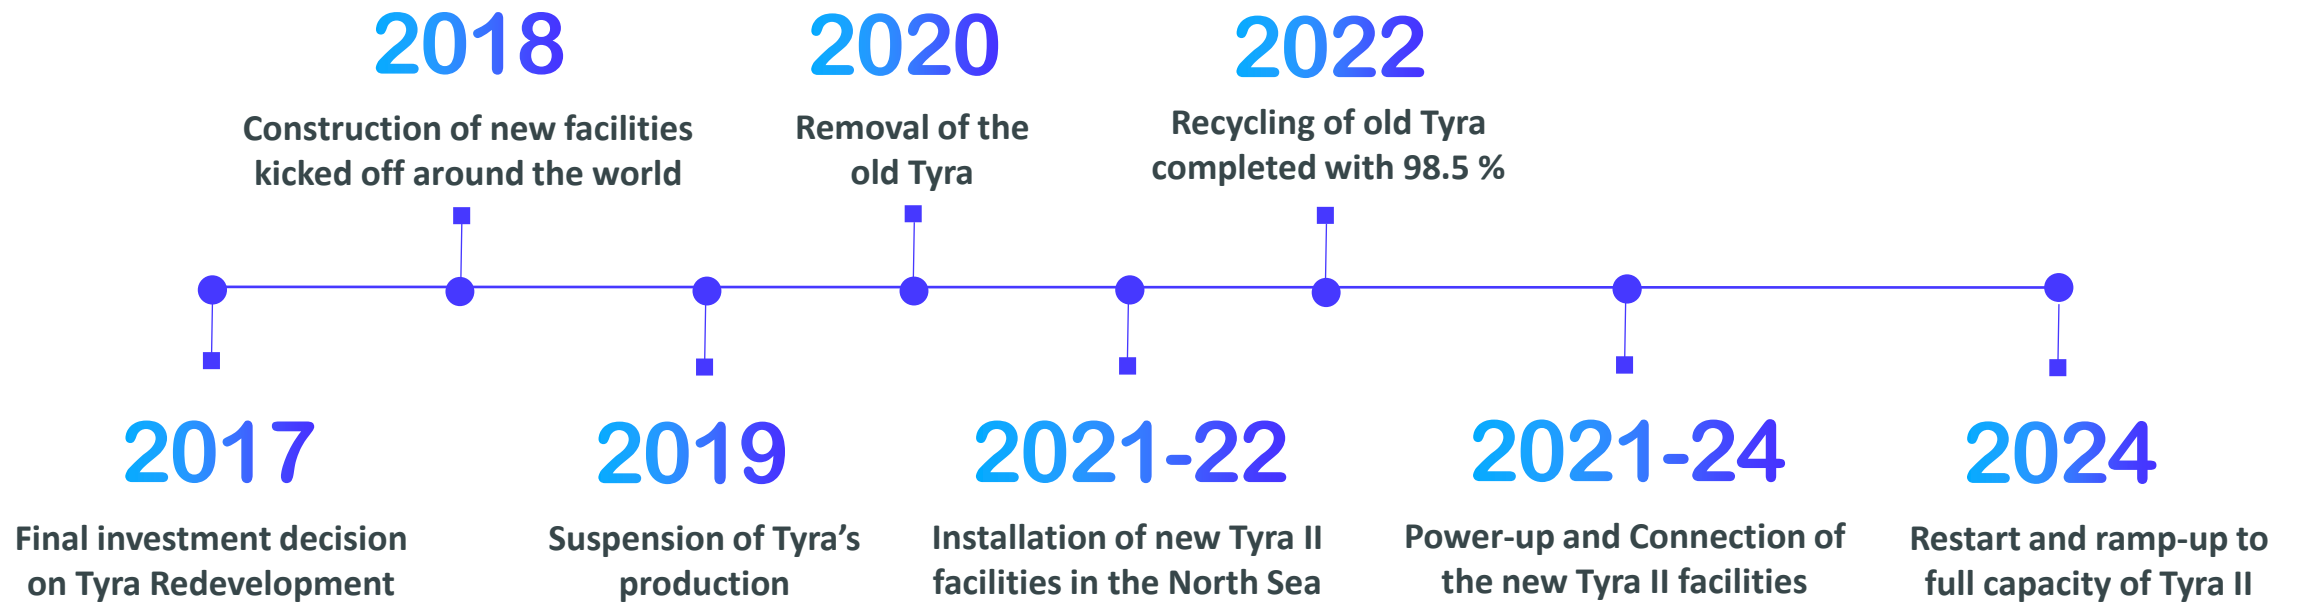 2018
Construction of new facilities
kicked off around the world
2020
Removal of the
old Tyra
2022
Recycling of old Tyra
completed with 98.5 %
2017
Final investment decision
on Tyra Redevelopment
2019
Suspension of Tyra’s
production
2021-22
Installation of new Tyra II
facilities in the North Sea
2021-24
Power-up and Connection of
the new Tyra II facilities
2024
Restart and ramp-up to
full capacity of Tyra II